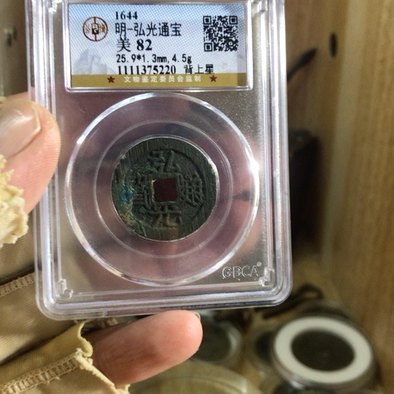 1644
明-弘光通宝
美 82
25.9*1.3mm,4.5g
1111375220 背上星
★ 文物鉴定委员会监制 ★
弘光通寶
GBCA